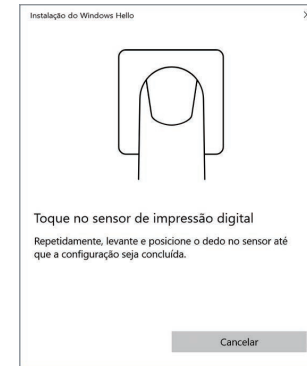 Instalação do Windows Hello
Toque no sensor de impressão digital
Repetidamente, levante e posicione o dedo no sensor até
que a configuração seja concluída.
Cancelar